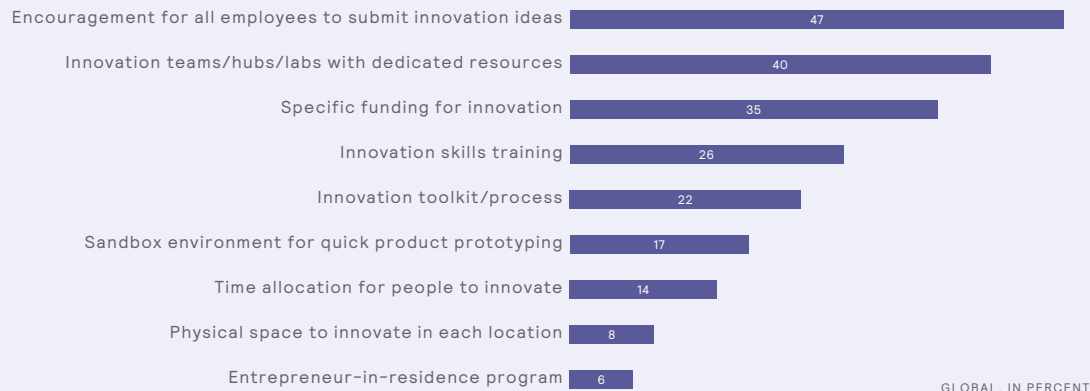 Encouragement for all employees to submit innovation ideas 47
Innovation teams/hubs/labs with dedicated resources 40
Specific funding for innovation 35
Innovation skills training 26
Innovation toolkit/process 22
Sandbox environment for quick product prototyping 17
Time allocation for people to innovate 14
Physical space to innovate in each location 8
Entrepreneur-in-residence program 6
GLOBAL, IN PERCENT